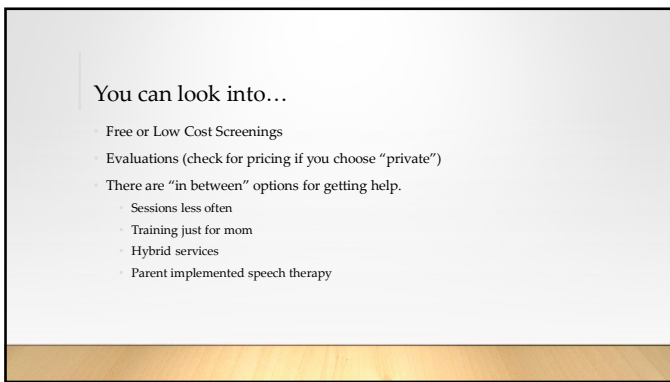 You can look into…
Free or Low Cost Screenings
Evaluations (check for pricing if you choose “private”)
There are “in between” options for getting help.
Sessions less often
Training just for mom
Hybrid services
Parent implemented speech therapy